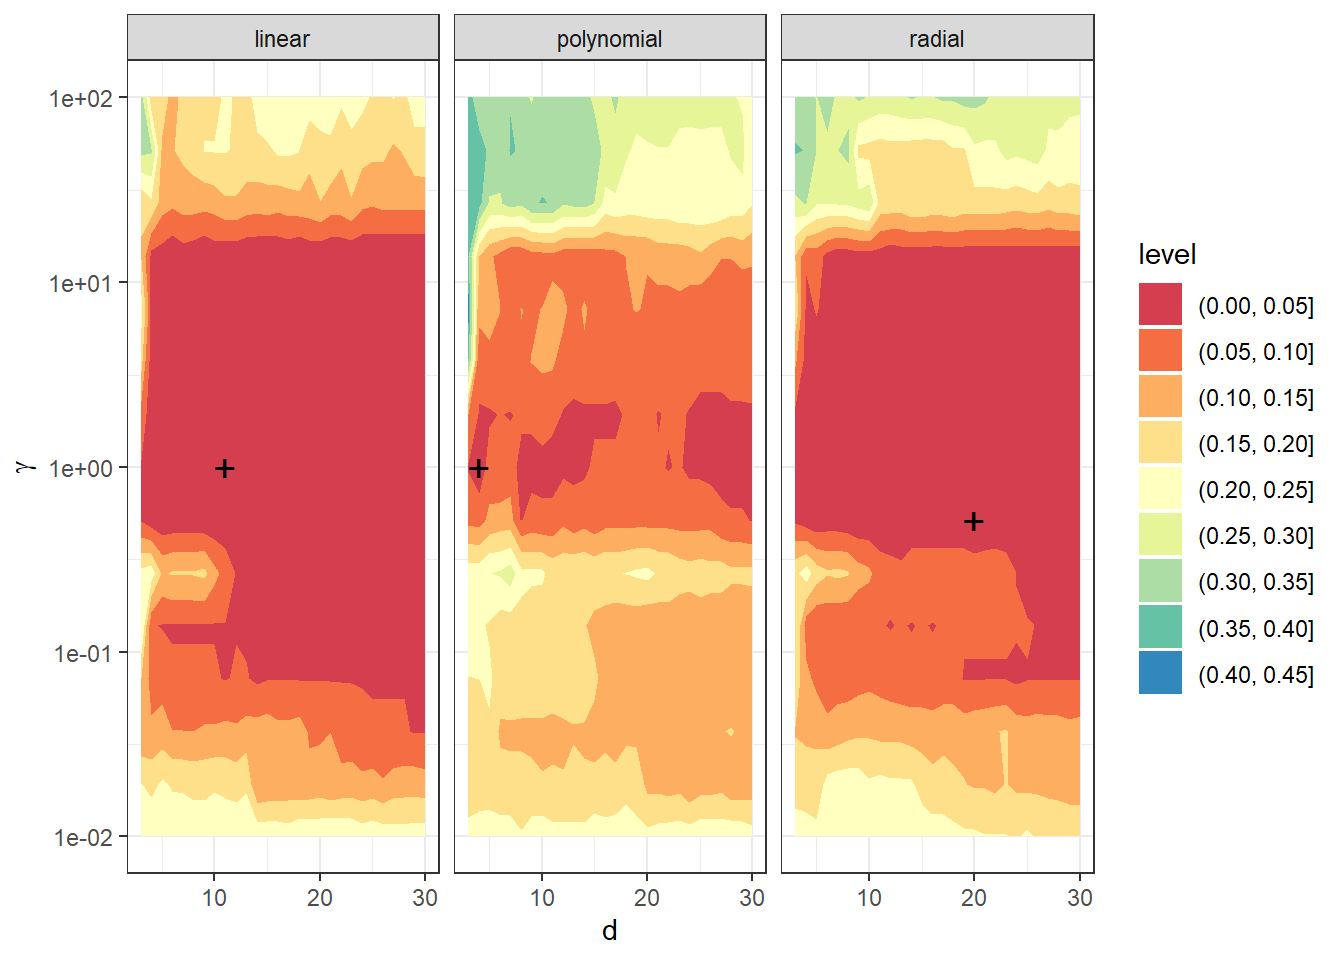 linear polynomial radial
1e+02
1e+01
1e+00
1e-01
1e-02
γ
10 20 30 10 20 30 10 20 30
d
level
(0.00, 0.05]
(0.05, 0.10]
(0.10, 0.15]
(0.15, 0.20]
(0.20, 0.25]
(0.25, 0.30]
(0.30, 0.35]
(0.35, 0.40]
(0.40, 0.45]